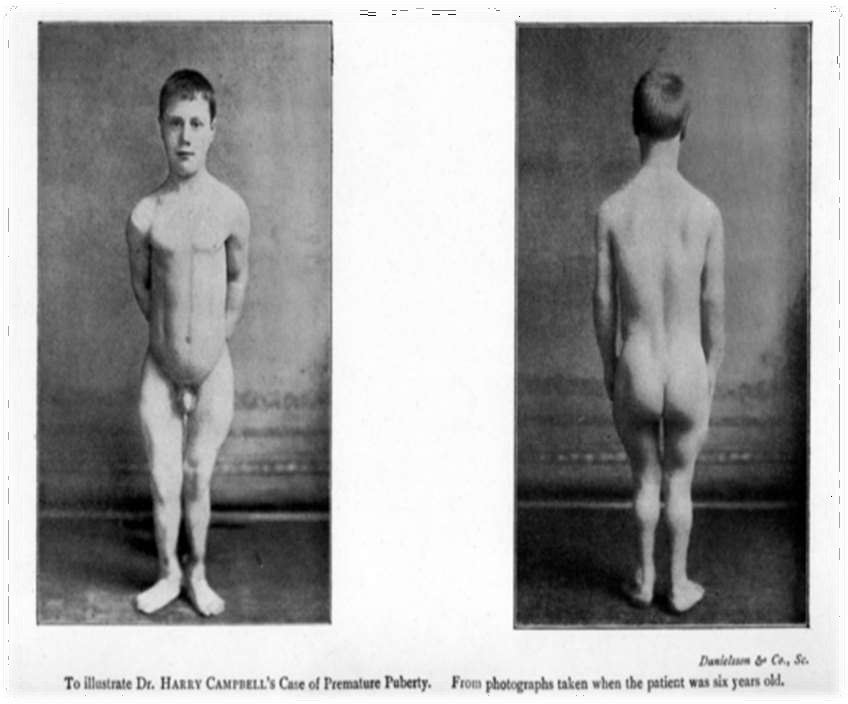 Danielsson & Co., Sc.
To illustrate Dr. HARRY CAMPBELL'S Case of Premature Puberty. From photographs taken when the patient was six years old.